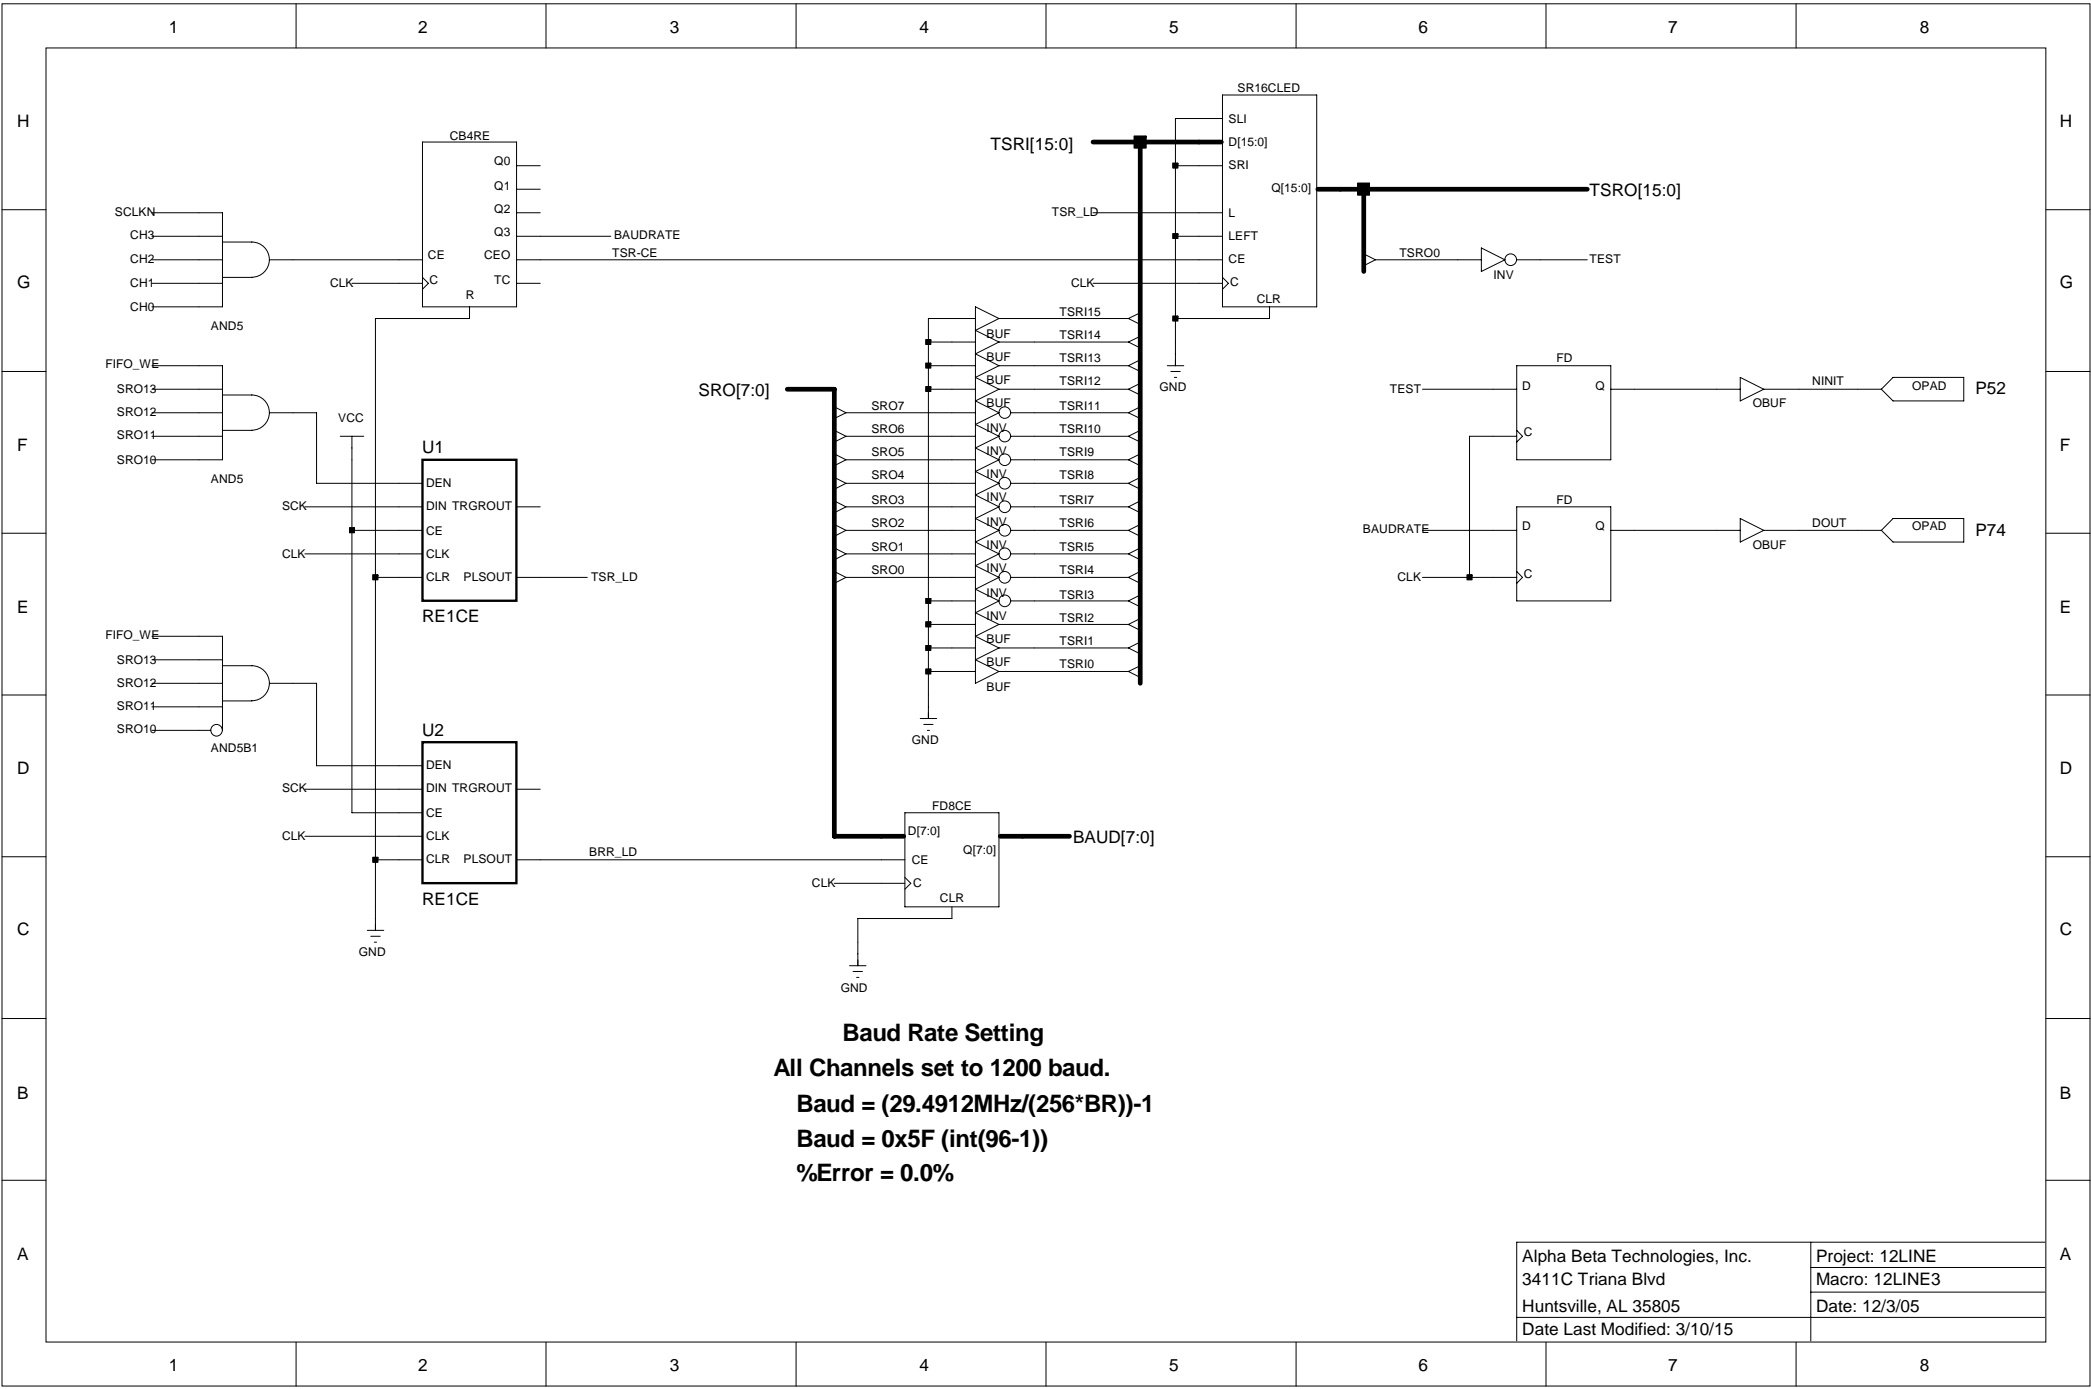 1 2 3 4 5 6 7 8
H H
G G
F F
E E
D D
C C
B B
A A
CB4RE
Q0
Q1
Q2
Q3
CEO
TC
CE
C
R
BAUDRATE
TSR-CE
CLK
SCLKN
CH3
CH2
CH1
CH0
AND5
FIFO_WE
SRO13
SRO12
SRO11
SRO10
AND5
VCC
U1
DEN
DIN TRGROUT
CE
CLK
CLR PLSOUT
RE1CE
SCK
CLK
TSR_LD
FIFO_WE
SRO13
SRO12
SRO11
SRO10
AND5B1
U2
DEN
DIN TRGROUT
CE
CLK
CLR PLSOUT
RE1CE
SCK
CLK
BRR_LD
GND
SRO[7:0]
SRO7
SRO6
SRO5
SRO4
SRO3
SRO2
SRO1
SRO0
BUF
BUF
BUF
BUF
INV
INV
INV
INV
INV
INV
INV
INV
INV
BUF
BUF
BUF
TSRI15
TSRI14
TSRI13
TSRI12
TSRI11
TSRI10
TSRI9
TSRI8
TSRI7
TSRI6
TSRI5
TSRI4
TSRI3
TSRI2
TSRI1
TSRI0
GND
FD8CE
D[7:0]
Q[7:0]
CE
C
CLR
CLK
BAUD[7:0]
GND
TSRI[15:0]
SR16CLED
SLI
D[15:0]
SRI
Q[15:0]
L
LEFT
CE
C
CLR
TSR_LD
CLK
GND
TSRO[15:0]
TSRO0
INV
TEST
TEST
FD
D Q
C
OBUF
NINIT
OPAD
P52
BAUDRATE
FD
D Q
C
CLK
OBUF
DOUT
OPAD
P74
Baud Rate Setting
All Channels set to 1200 baud.
Baud = (29.4912MHz/(256*BR))-1
Baud = 0x5F (int(96-1))
%Error = 0.0%
Alpha Beta Technologies, Inc.
3411C Triana Blvd
Huntsville, AL 35805
Date Last Modified: 3/10/15
Project: 12LINE
Macro: 12LINE3
Date: 12/3/05
1 2 3 4 5 6 7 8